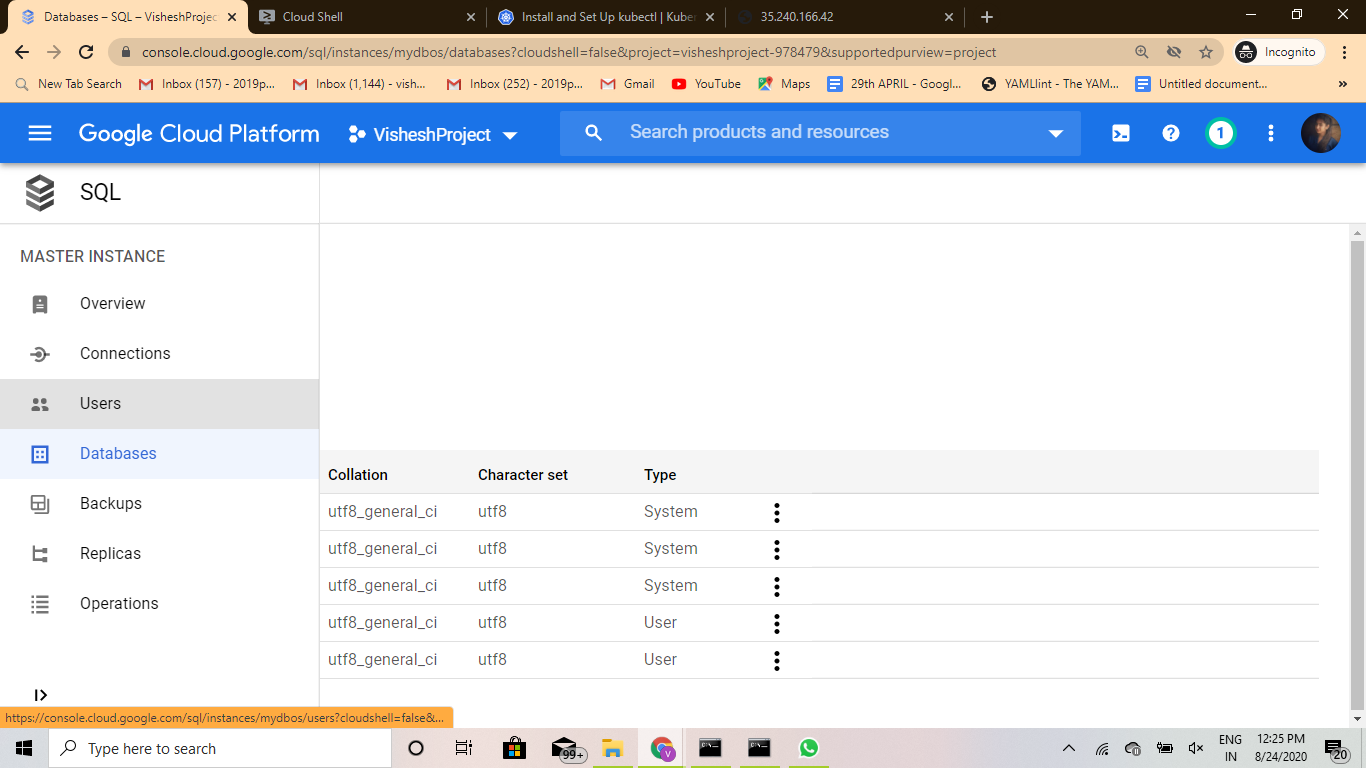 Databases – SQL – VisheshProjec
Cloud Shell
Install and Set Up kubectl | Kuber
35.240.166.42
console.cloud.google.com/sql/instances/mydbos/databases?cloudshell=false&project=visheshproject-978479&supportedpurview=project
Incognito
New Tab Search
Inbox (157) - 2019p...
Inbox (1,144) - vish...
Inbox (252) - 2019p...
Gmail
YouTube
Maps
29th APRIL - Googl...
YAMLlint - The YAM...
Untitled document...
»
Google Cloud Platform
VisheshProject
Search products and resources
1
SQL
MASTER INSTANCE
Overview
Connections
Users
Databases
Backups
Replicas
Operations
Collation Character set Type
utf8_general_ci utf8 System
utf8_general_ci utf8 System
utf8_general_ci utf8 System
utf8_general_ci utf8 User
utf8_general_ci utf8 User
https://console.cloud.google.com/sql/instances/mydbos/users?cloudshell=false&...
Type here to search
99+
V
ENG
IN
12:25 PM
8/24/2020
20